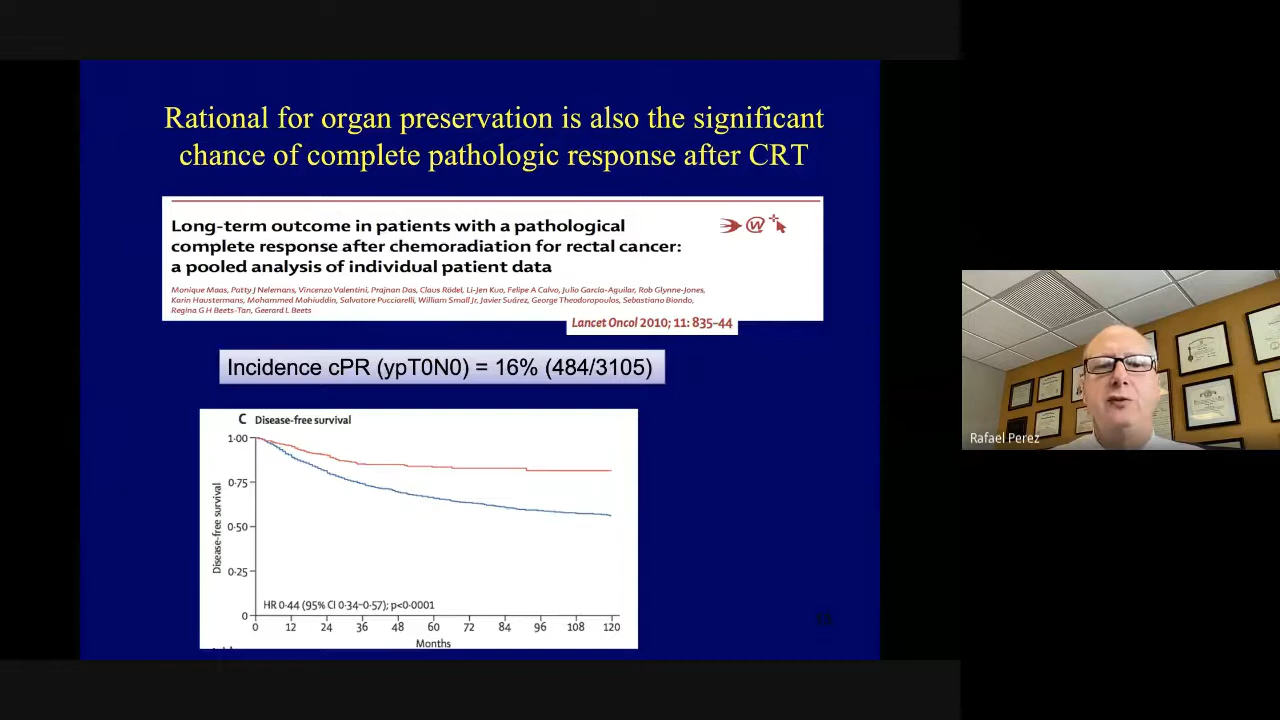 Rational for organ preservation is also the significant
chance of complete pathologic response after CRT
Long-term outcome in patients with a pathological
complete response after chemoradiation for rectal cancer:
a pooled analysis of individual patient data
Monique Maas, Patty J Nelemans, Vincenzo Valentini, Prajnan Das, Claus Rödel, Li-Jen Kuo, Felipe A Calvo, Julio García-Aguilar, Rob Glynne-Jones,
Karin Haustermans, Mohammed Mohiuddin, Salvatore Pucciarelli, William Small Jr, Javier Suárez, George Theodoropoulos, Sebastiano Biondo,
Regina G H Beets-Tan, Geerard L Beets
Lancet Oncol 2010; 11: 835–44
Incidence cPR (ypT0N0) = 16% (484/3105)
C Disease-free survival
1·00
0·75
0·50
0·25
0
Disease-free survival
HR 0·44 (95% CI 0·34–0·57); p<0·0001
0 12 24 36 48 60 72 84 96 108 120
Months
Rafael Perez